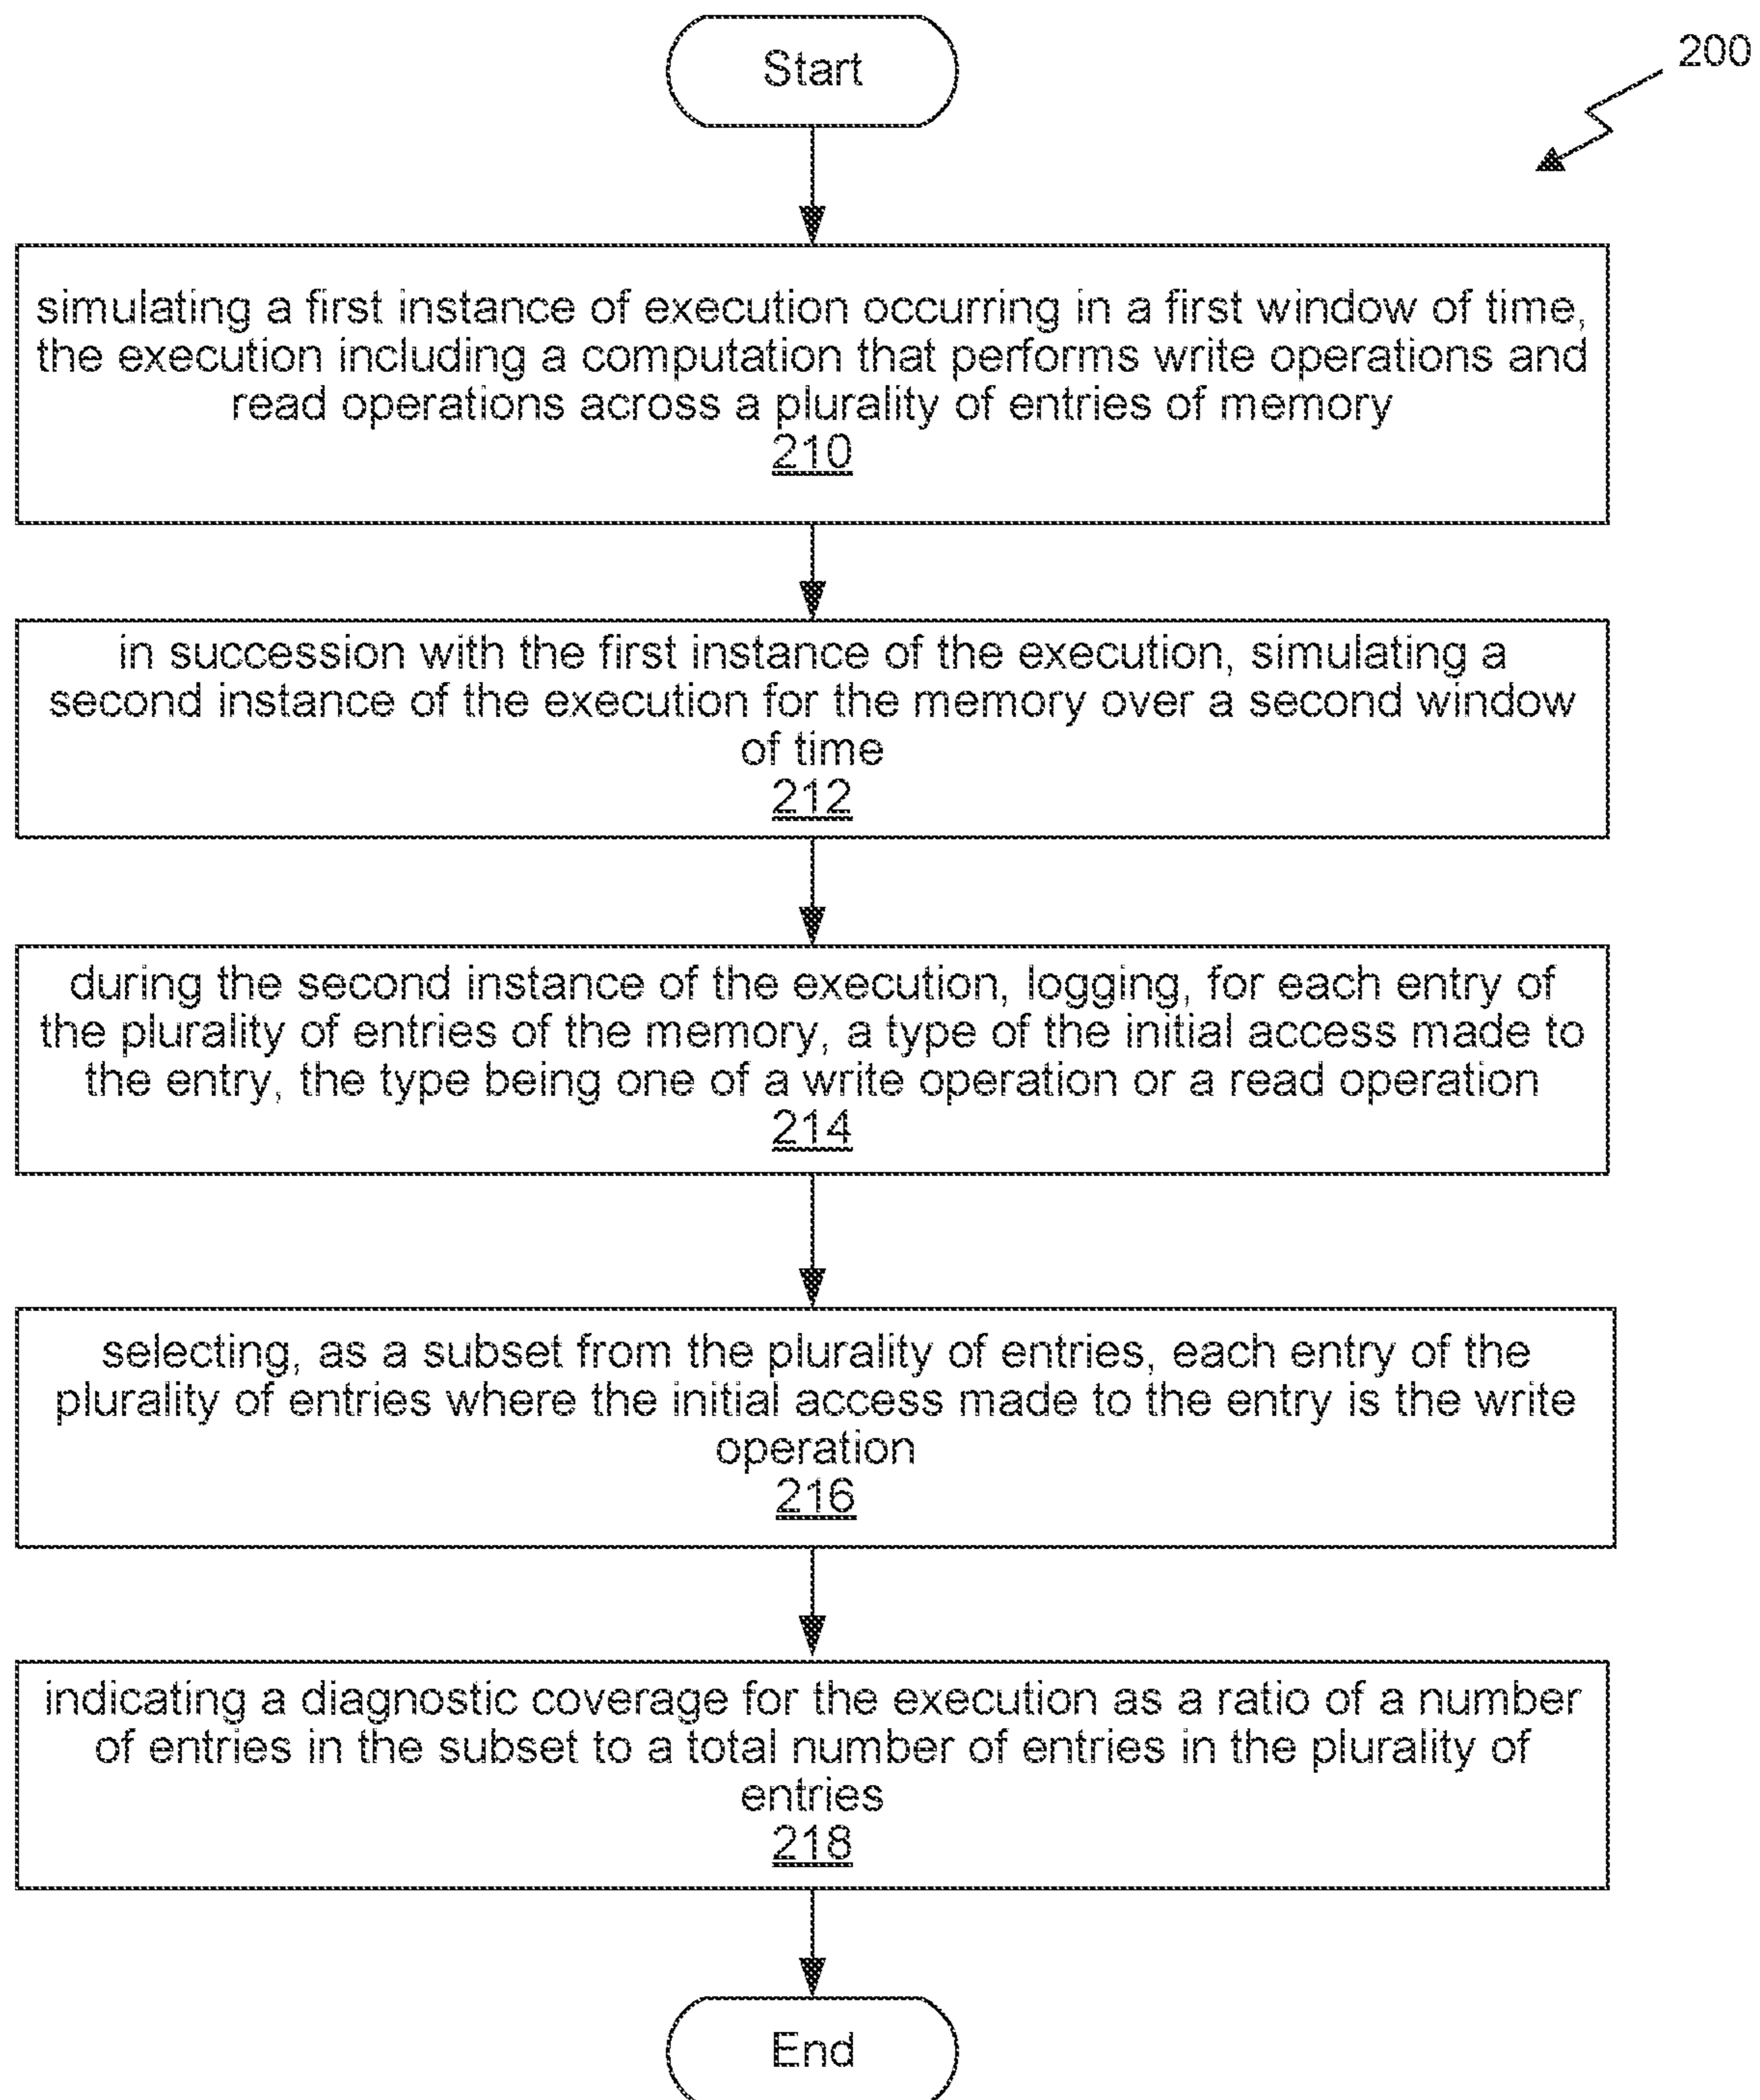 Start
200
simulating a first instance of execution occurring in a first window of time,
the execution including a computation that performs write operations and
read operations across a plurality of entries of memory
210
in succession with the first instance of the execution, simulating a
second instance of the execution for the memory over a second window
of time
212
during the second instance of the execution, logging, for each entry of
the plurality of entries of the memory, a type of the initial access made to
the entry, the type being one of a write operation or a read operation
214
selecting, as a subset from the plurality of entries, each entry of the
plurality of entries where the initial access made to the entry is the write
operation
216
indicating a diagnostic coverage for the execution as a ratio of a number
of entries in the subset to a total number of entries in the plurality of
entries
218
End